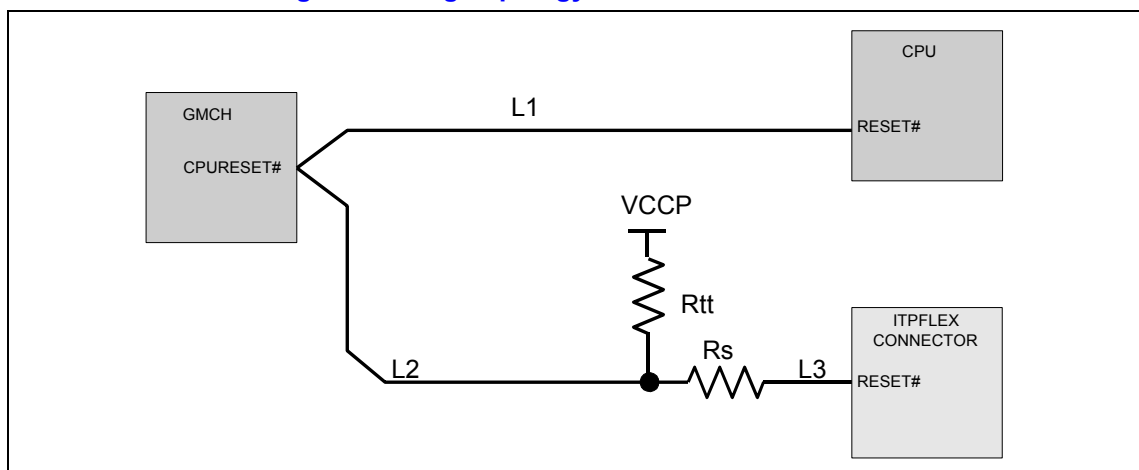 GMCH
CPURESET#
L1
CPU
RESET#
VCCP
Rtt
Rs
L2
L3
ITPFLEX
CONNECTOR
RESET#